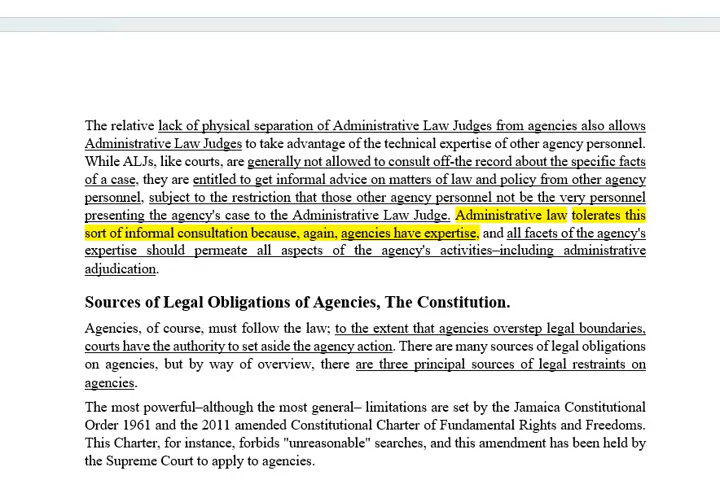 The relative lack of physical separation of Administrative Law Judges from agencies also allows
Administrative Law Judges to take advantage of the technical expertise of other agency personnel.
While ALJs, like courts, are generally not allowed to consult off-the record about the specific facts
of a case, they are entitled to get informal advice on matters of law and policy from other agency
personnel, subject to the restriction that those other agency personnel not be the very personnel
presenting the agency's case to the Administrative Law Judge. Administrative law tolerates this
sort of informal consultation because, again, agencies have expertise, and all facets of the agency's
expertise should permeate all aspects of the agency's activities–including administrative
adjudication.
Sources of Legal Obligations of Agencies, The Constitution.
Agencies, of course, must follow the law; to the extent that agencies overstep legal boundaries,
courts have the authority to set aside the agency action. There are many sources of legal obligations
on agencies, but by way of overview, there are three principal sources of legal restraints on
agencies.
The most powerful–although the most general– limitations are set by the Jamaica Constitutional
Order 1961 and the 2011 amended Constitutional Charter of Fundamental Rights and Freedoms.
This Charter, for instance, forbids "unreasonable" searches, and this amendment has been held by
the Supreme Court to apply to agencies.